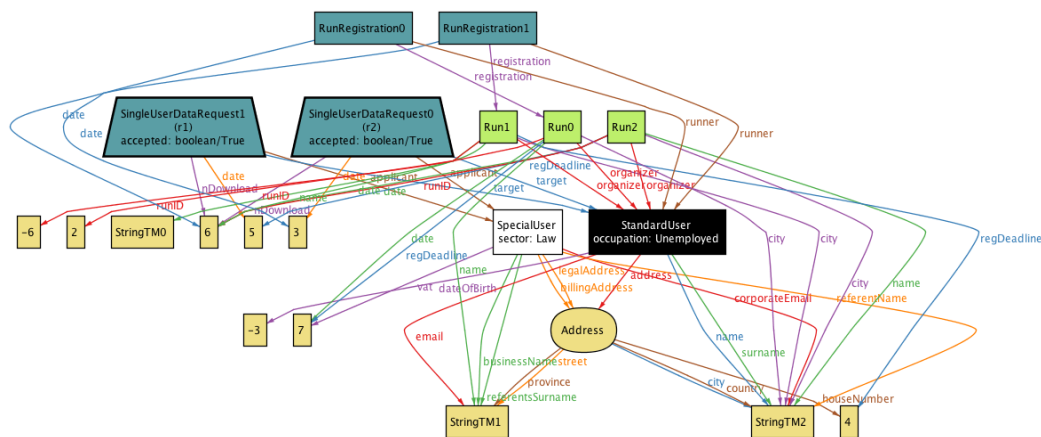 RunRegistration0
RunRegistration1
registration
registration
SingleUserDataRequest1
(r1)
accepted: boolean/True
SingleUserDataRequest0
(r2)
accepted: boolean/True
Run1
Run0
Run2
date
date
runner
runner
regDeadline
organizer
applicant
applicant
date
date
target
target
organizer
organizer
nDownload
runID
runID
name
date
date
nDownload
runID
-6
2
StringTM0
6
5
3
SpecialUser
sector: Law
StandardUser
occupation: Unemployed
date
city
city
regDeadline
regDeadline
name
legalAddress
address
city
name
vat
dateOfBirth
billingAddress
corporateEmail
referentName
-3
7
Address
email
name
surname
businessName
street
province
city
country
referentsSurname
houseNumber
StringTM1
StringTM2
4